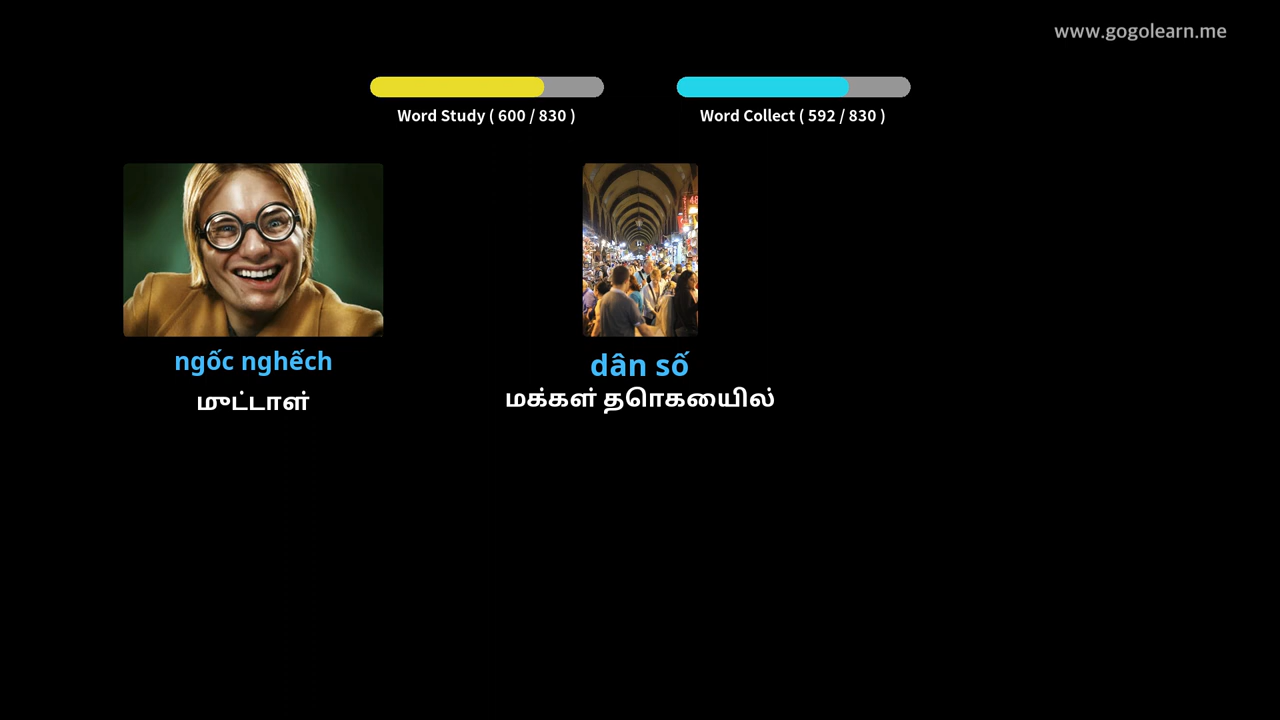 www.gogolearn.me
Word Study ( 600 / 830 )
Word Collect ( 592 / 830 )
ngốc nghếch
முட்டாள்
dân số
மக்கள் தொகையில்